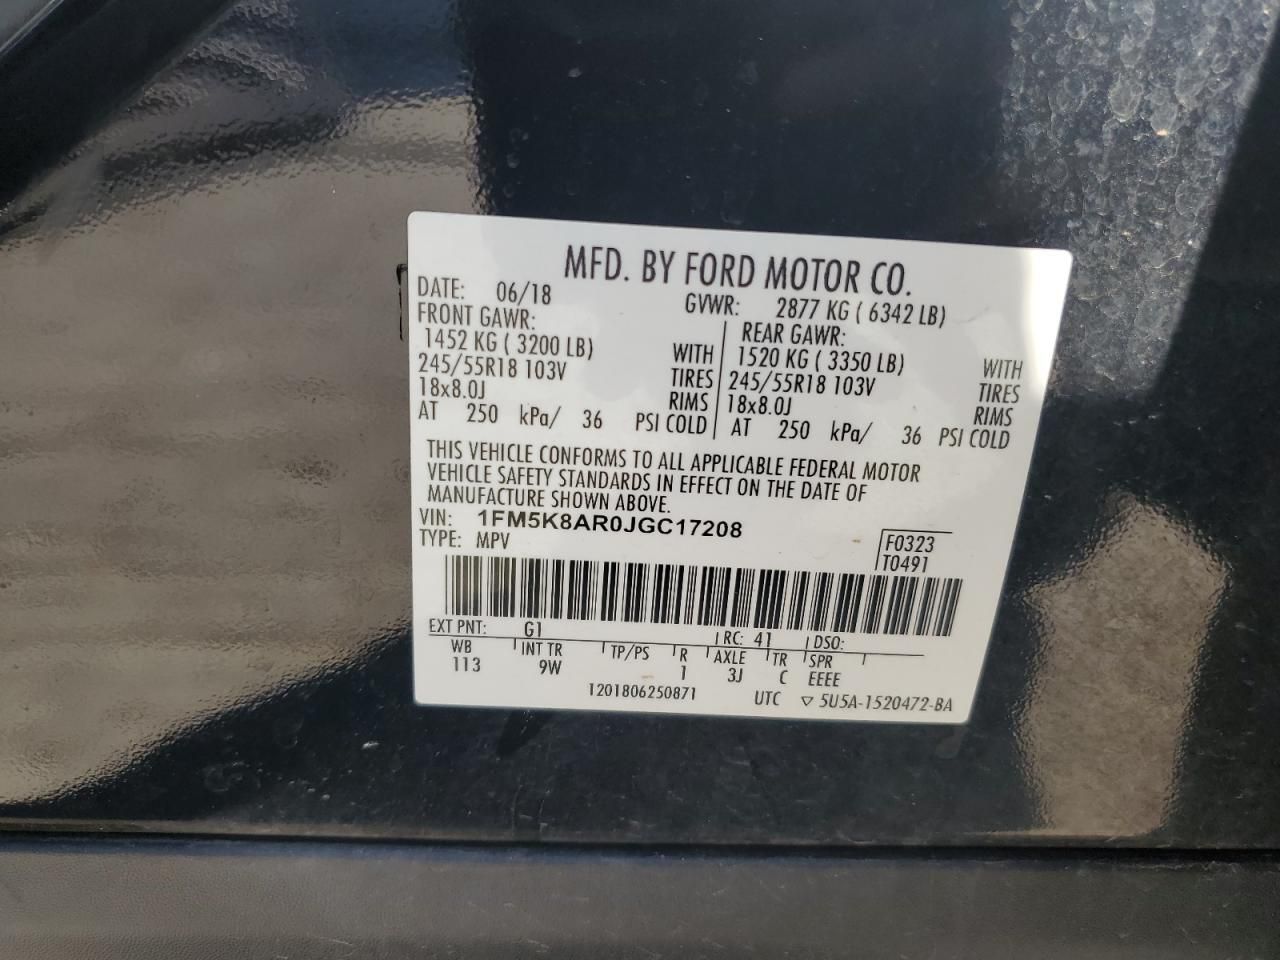 MFD. BY FORD MOTOR CO.
DATE: 06/18 GVWR: 2877 KG ( 6342 LB)
FRONT GAWR: REAR GAWR:
1452 KG ( 3200 LB) WITH 1520 KG ( 3350 LB) WITH
245/55R18 103V TIRES 245/55R18 103V TIRES
18x8.0J RIMS 18x8.0J RIMS
AT 250 kPa/ 36 PSI COLD AT 250 kPa/ 36 PSI COLD
THIS VEHICLE CONFORMS TO ALL APPLICABLE FEDERAL MOTOR
VEHICLE SAFETY STANDARDS IN EFFECT ON THE DATE OF
MANUFACTURE SHOWN ABOVE.
VIN: 1FM5K8AR0JGC17208
TYPE: MPV F0323
T0491
EXT PNT: G1 RC: 41 DSO:
WB INT TR TP/PS R AXLE TR SPR
113 9W 1 3J C EEEE
1201806250871 UTC ▽ 5U5A-1520472-BA